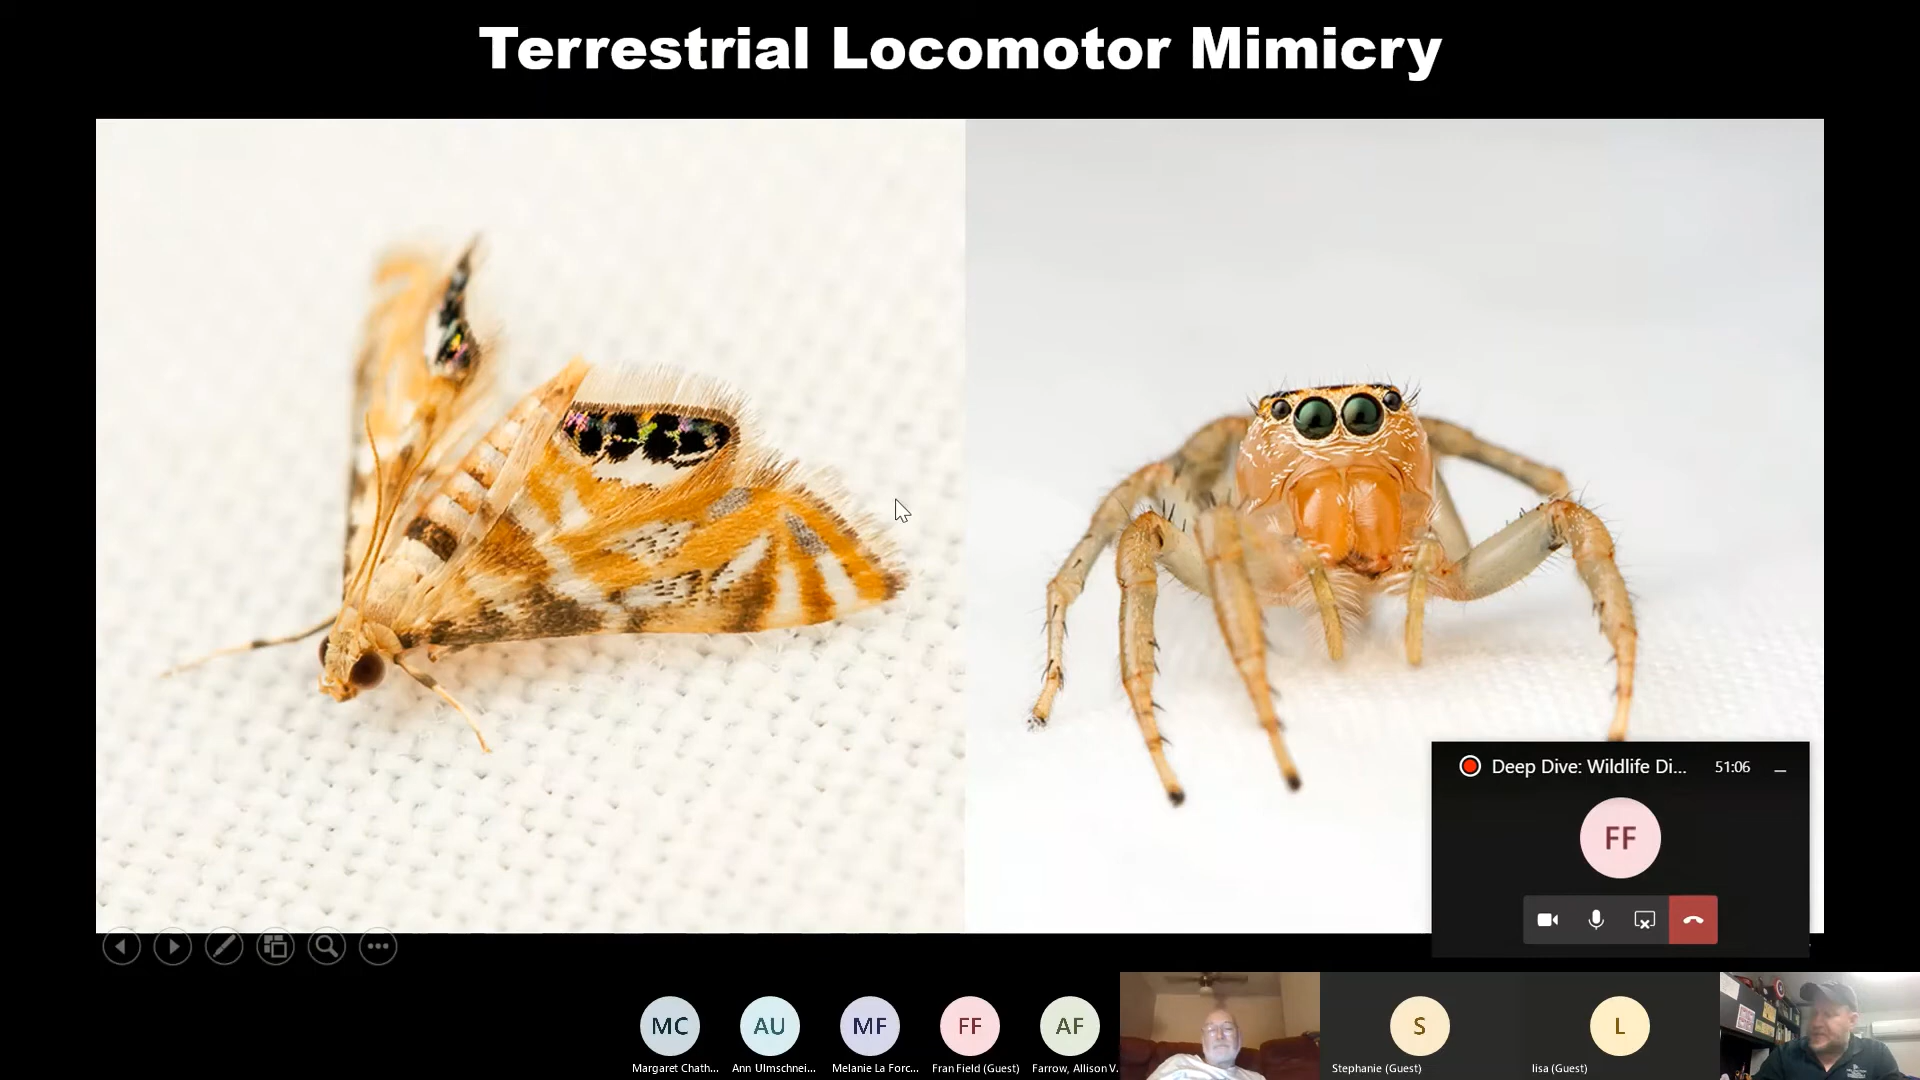 Terrestrial Locomotor Mimicry
Deep Dive: Wildlife Di...
51:06
FF
MC
AU
MF
FF
AF
S
L
Margaret Chath...
Ann Ulmschnei...
Melanie La Forc...
Fran Field (Guest)
Farrow, Allison V.
Stephanie (Guest)
lisa (Guest)